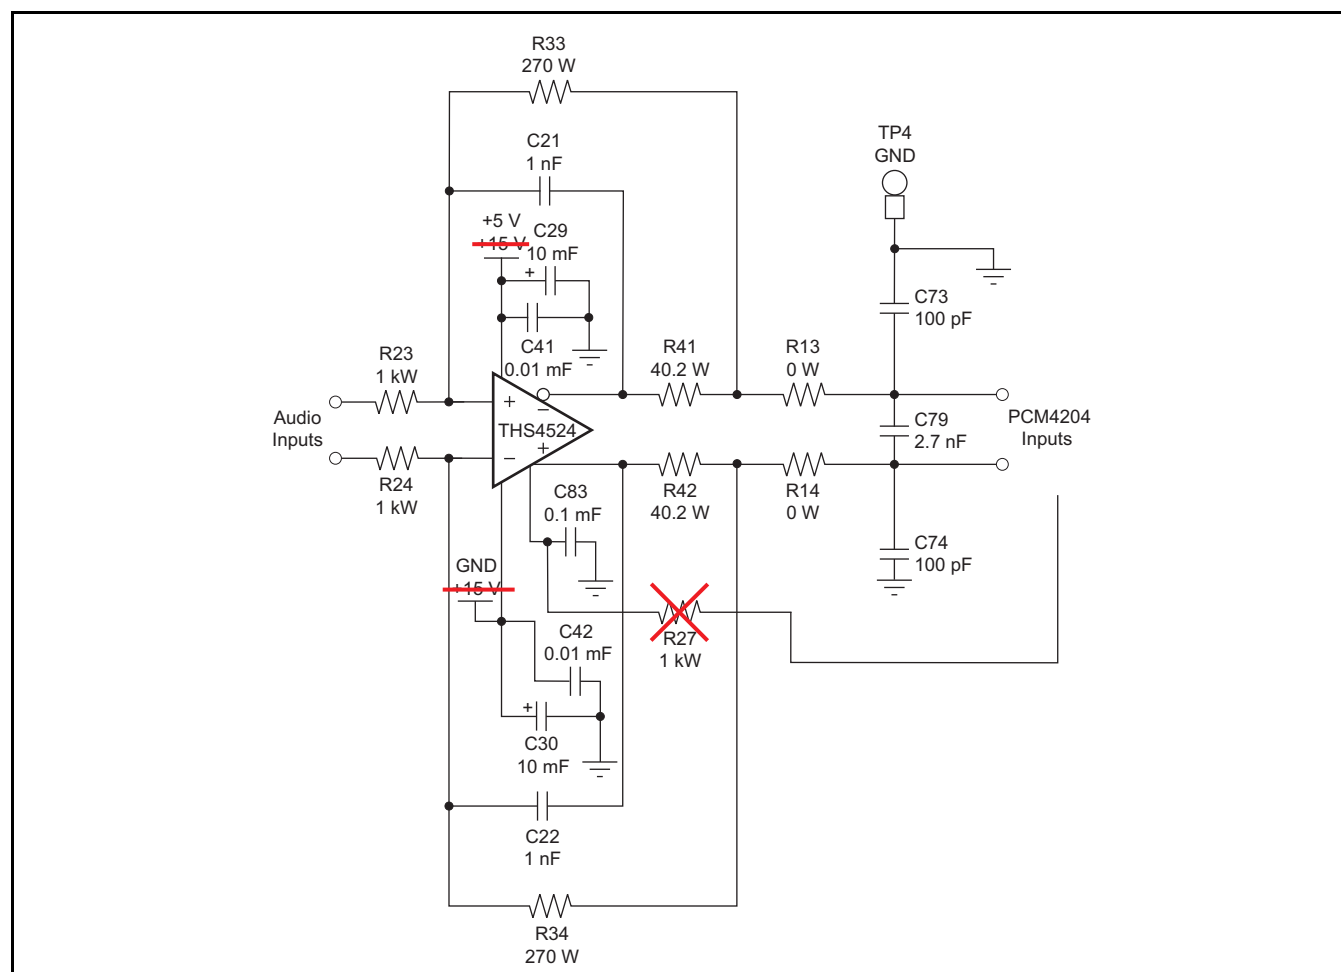 R33
270 W
C21
1 nF
TP4
GND
+5 V
+15 V
C29
10 mF
+
C41
0.01 mF
C73
100 pF
R23
1 kW
R41
40.2 W
R13
0 W
Audio
Inputs
+
−
THS4524
+
−
C79
2.7 nF
PCM4204
Inputs
R24
1 kW
C83
0.1 mF
R42
40.2 W
R14
0 W
C74
100 pF
GND
+15 V
C42
0.01 mF
R27
1 kW
+
C30
10 mF
C22
1 nF
R34
270 W